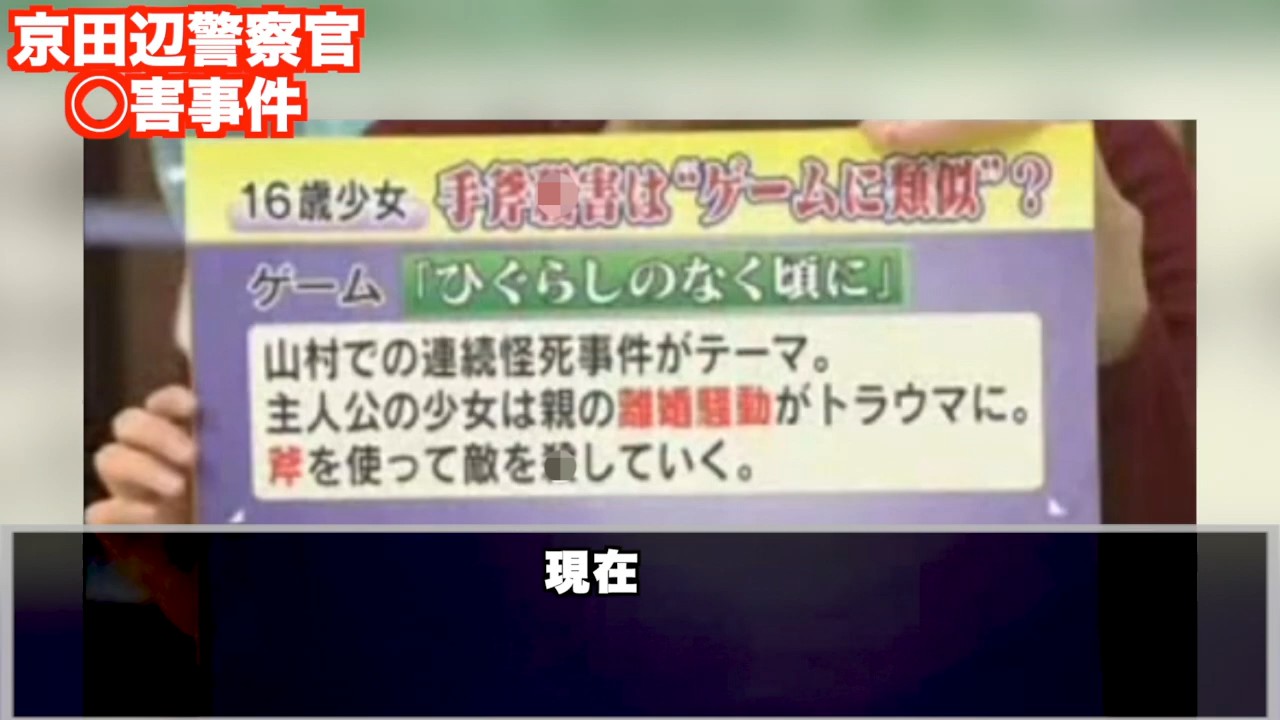 京田辺警察官
◯害事件
16歳少女 手斧害は“ゲームに類似”?
ゲーム「ひぐらしのなく頃に」
山村での連続怪死事件がテーマ。
主人公の少女は親の離婚騒動がトラウマに。
斧を使って敵を していく。
現在